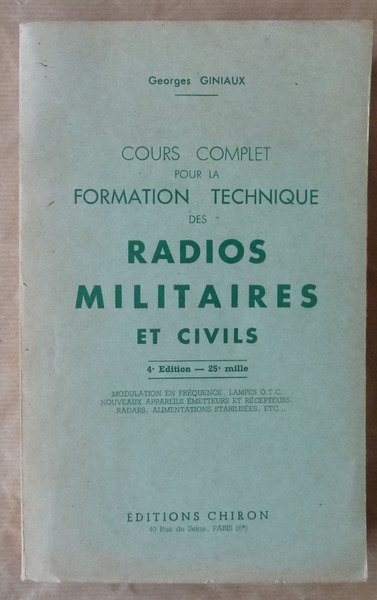 Georges GINIAUX
COURS COMPLET
POUR LA
FORMATION TECHNIQUE
DES
RADIOS
MILITAIRES
ET CIVILS
4e Edition — 25e mille
MODULATION EN FRÉQUENCE, LAMPES O.T.C.
NOUVEAUX APPAREILS ÉMETTEURS ET RÉCEPTEURS,
RADARS, ALIMENTATIONS STABILISÉES, ETC...
ÉDITIONS CHIRON
40 Rue de Seine, PARIS (6e)